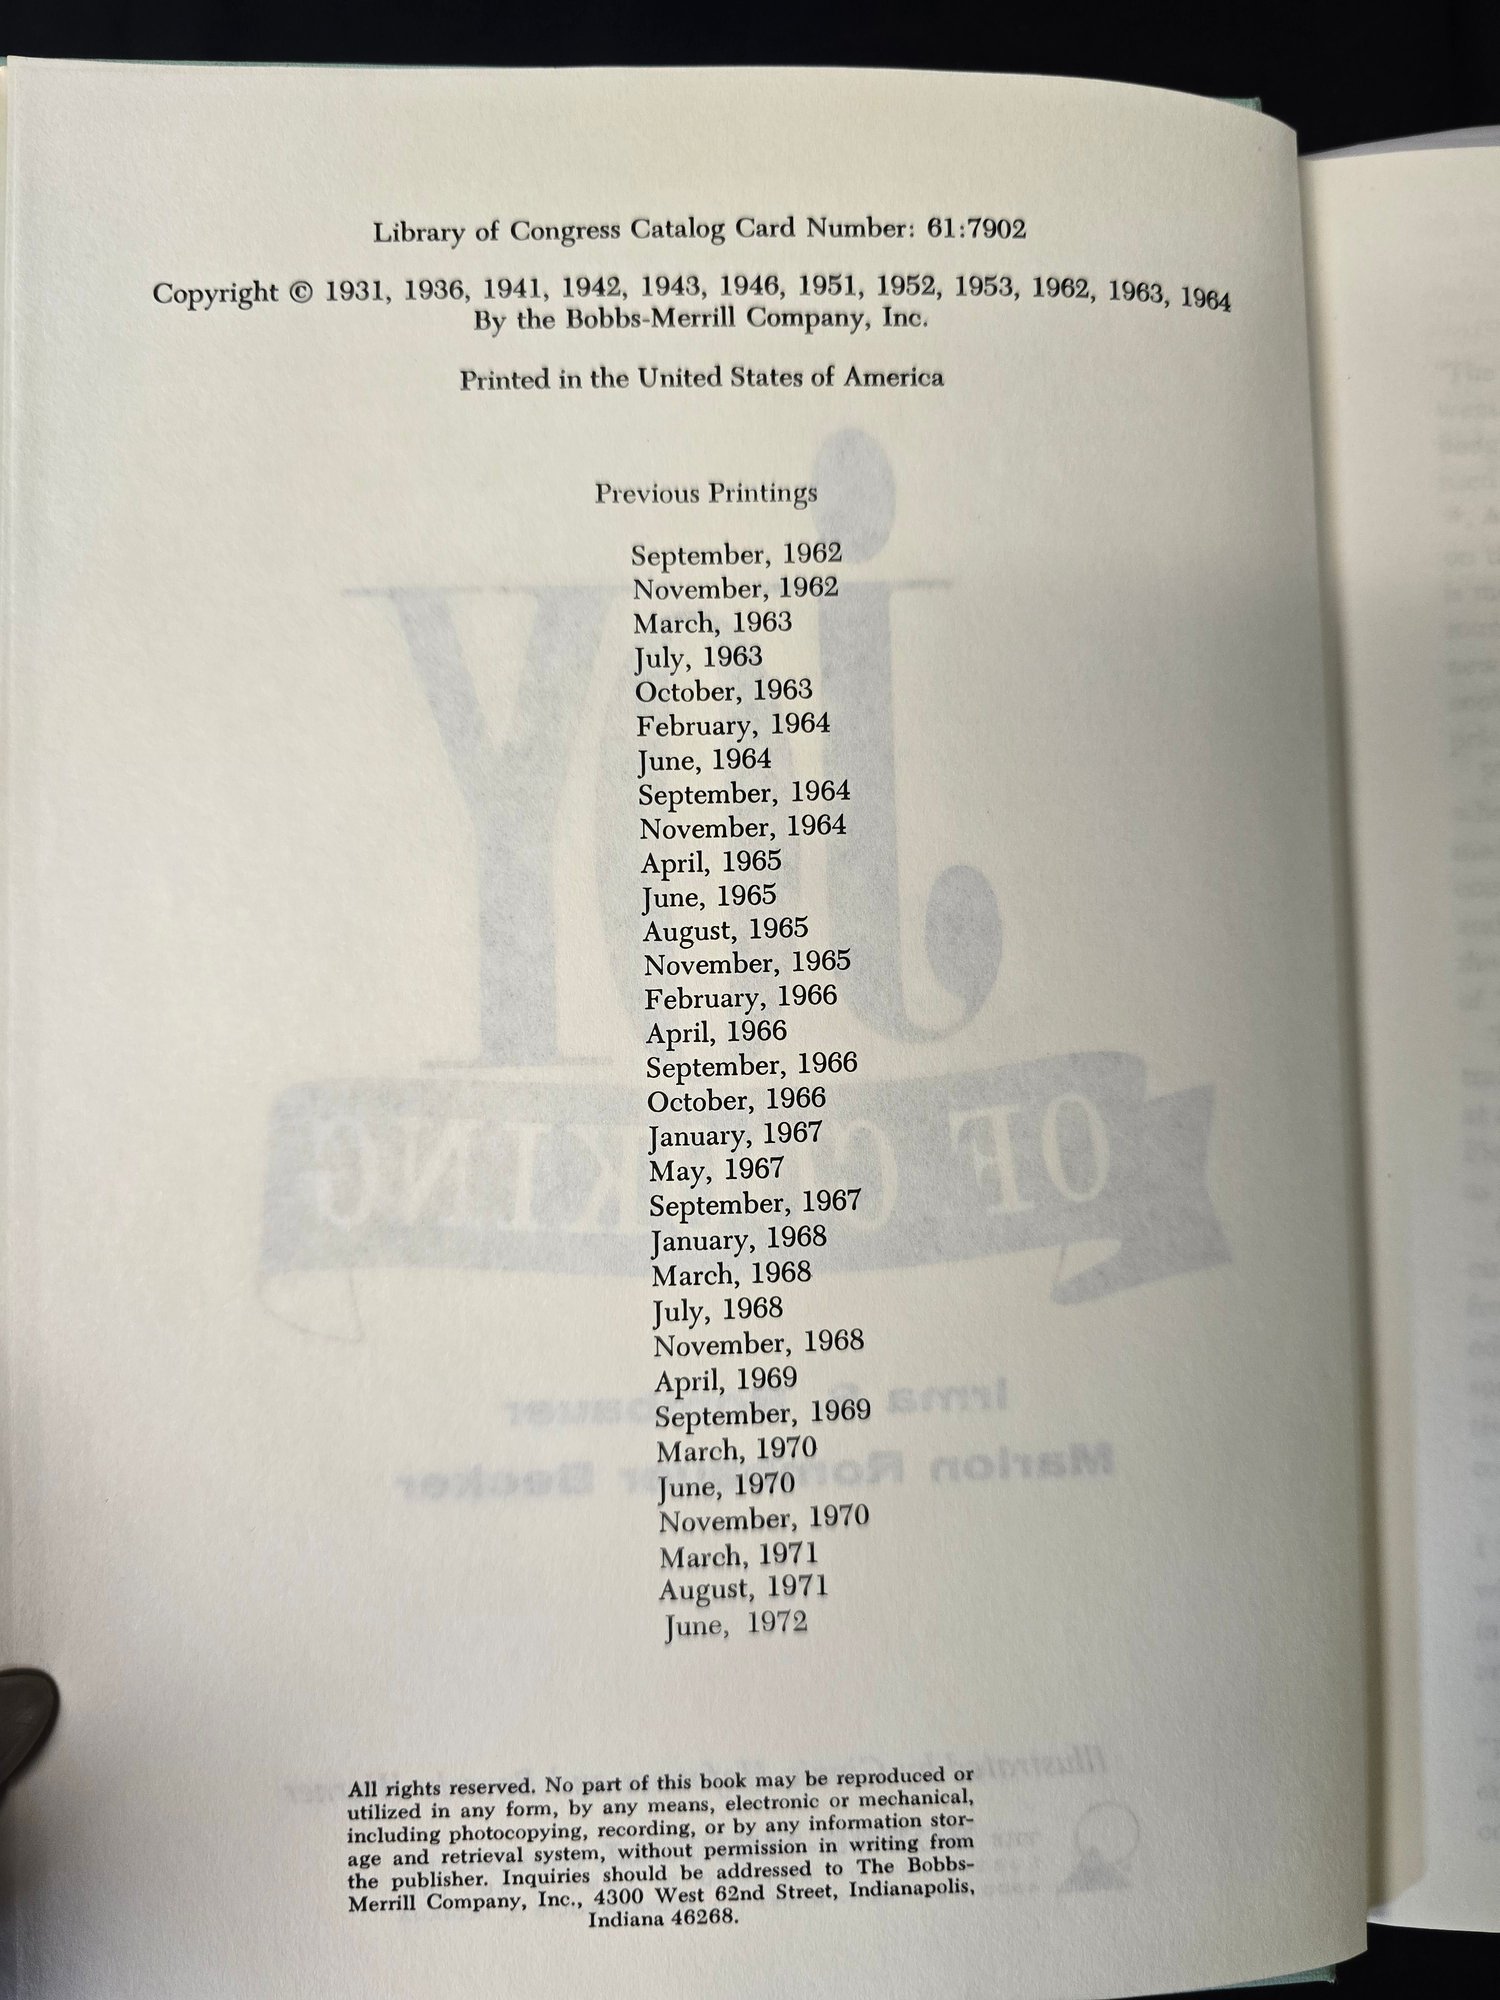 Library of Congress Catalog Card Number: 61:7902
Copyright © 1931, 1936, 1941, 1942, 1943, 1946, 1951, 1952, 1953, 1962, 1963, 1964
By the Bobbs-Merrill Company, Inc.
Printed in the United States of America
Previous Printings
September, 1962
November, 1962
March, 1963
July, 1963
October, 1963
February, 1964
June, 1964
September, 1964
November, 1964
April, 1965
June, 1965
August, 1965
November, 1965
February, 1966
April, 1966
September, 1966
October, 1966
January, 1967
May, 1967
September, 1967
January, 1968
March, 1968
July, 1968
November, 1968
April, 1969
September, 1969
March, 1970
June, 1970
November, 1970
March, 1971
August, 1971
June, 1972
All rights reserved. No part of this book may be reproduced or
utilized in any form, by any means, electronic or mechanical,
including photocopying, recording, or by any information stor-
age and retrieval system, without permission in writing from
the publisher. Inquiries should be addressed to The Bobbs-
Merrill Company, Inc., 4300 West 62nd Street, Indianapolis,
Indiana 46268.